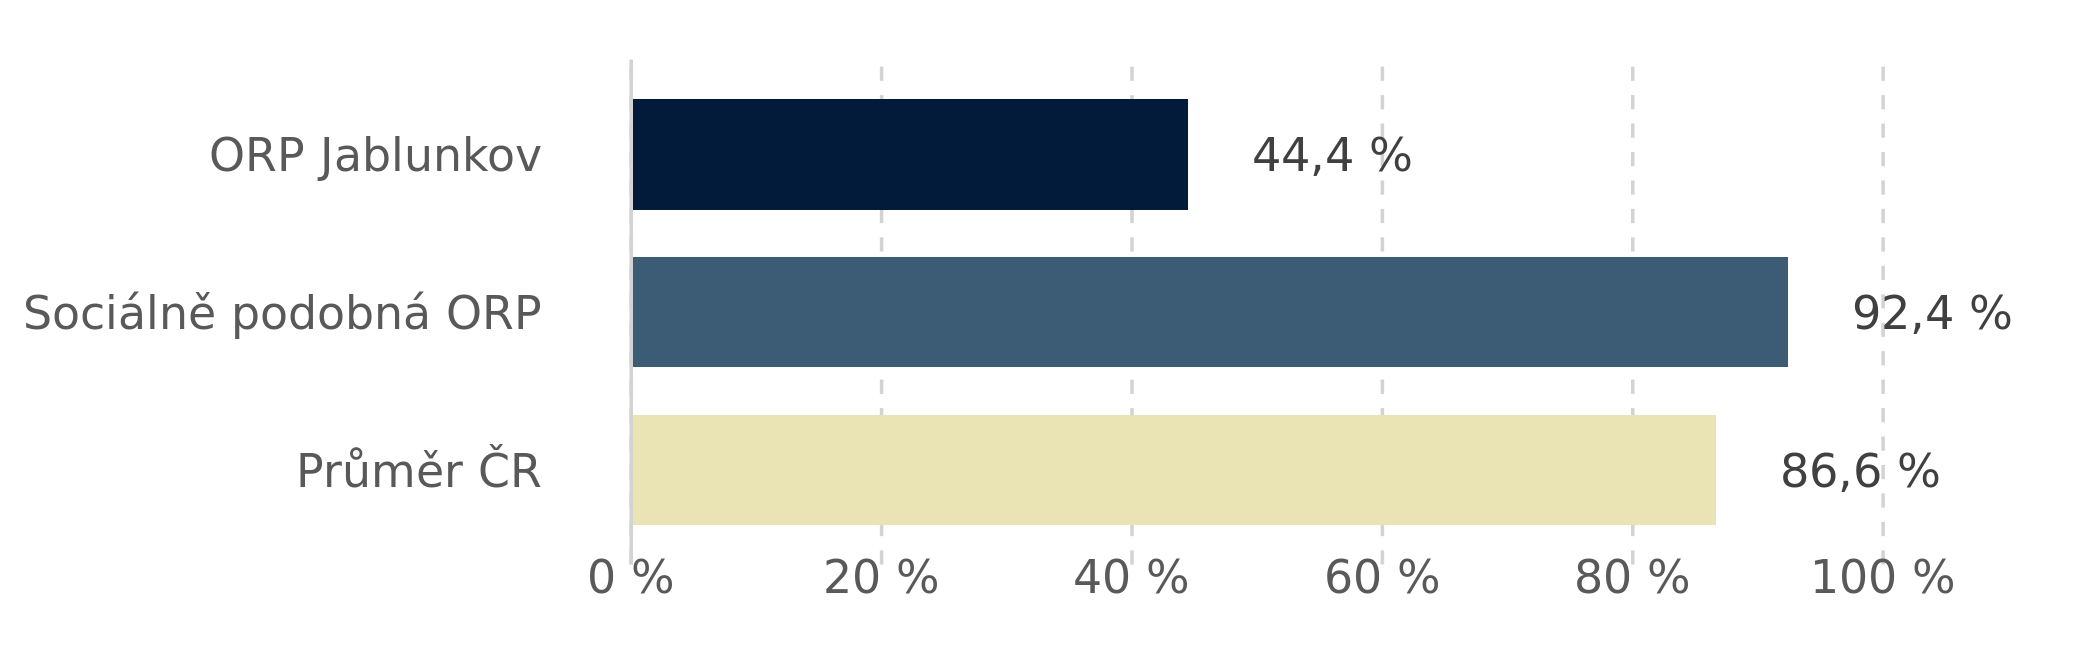 ORP Jablunkov 44,4 %
Sociálně podobná ORP 92,4 %
Průměr ČR 86,6 %
0 % 20 % 40 % 60 % 80 % 100 %